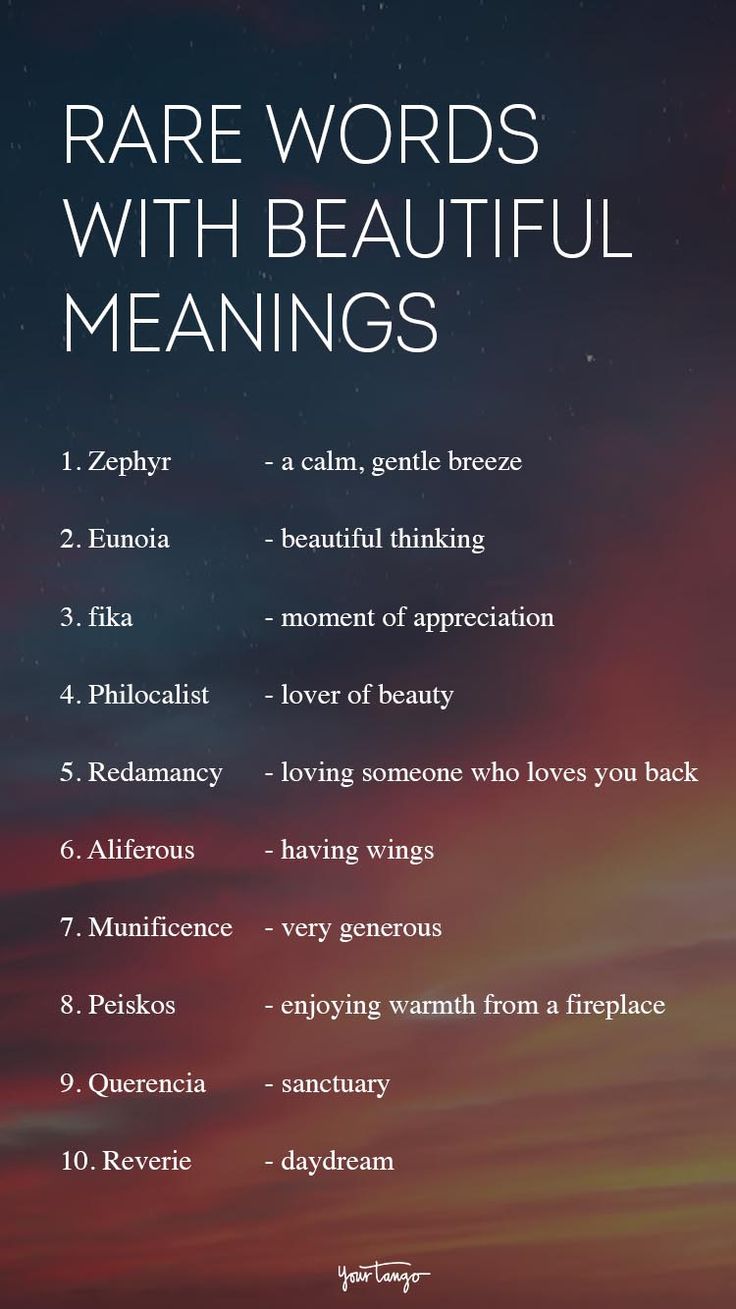 RARE WORDS
WITH BEAUTIFUL
MEANINGS
1. Zephyr - a calm, gentle breeze
2. Eunoia - beautiful thinking
3. fika - moment of appreciation
4. Philocalist - lover of beauty
5. Redamancy - loving someone who loves you back
6. Aliferous - having wings
7. Munificence - very generous
8. Peiskos - enjoying warmth from a fireplace
9. Querencia - sanctuary
10. Reverie - daydream
yourtango